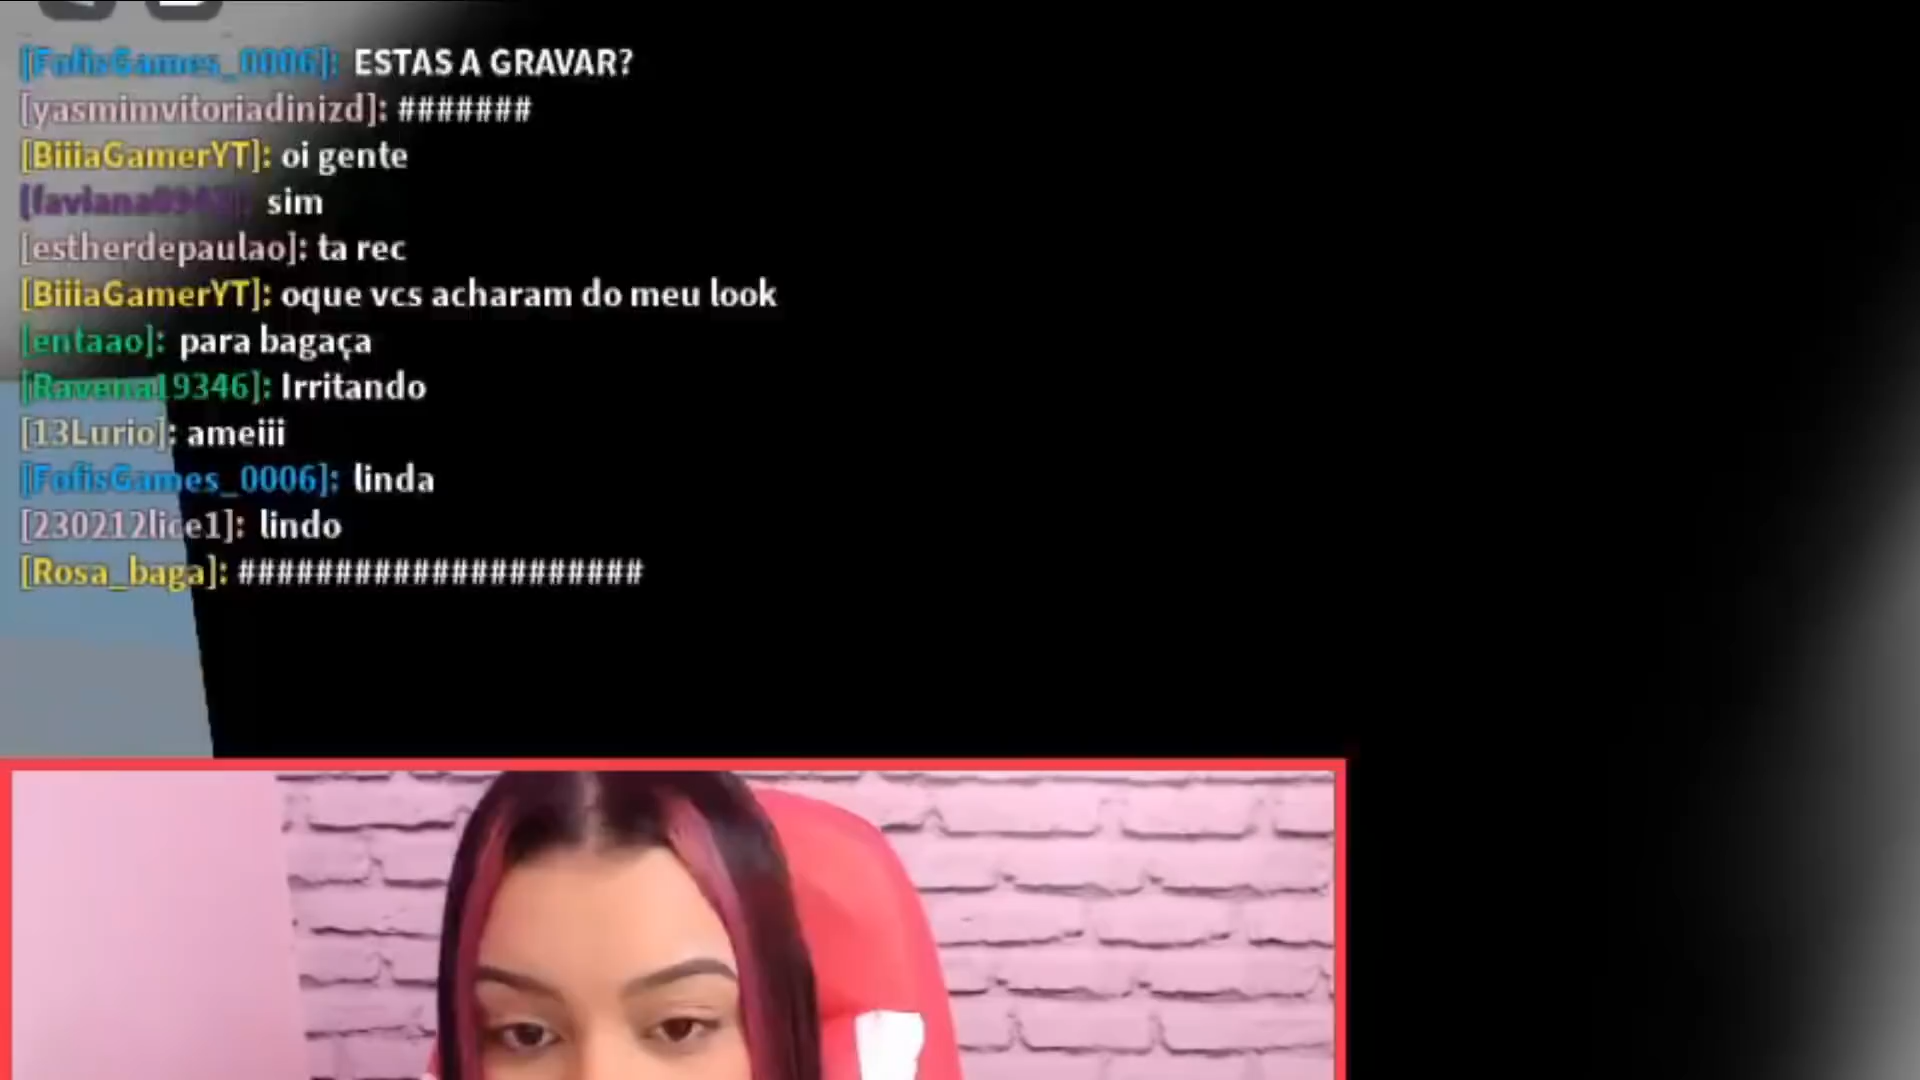 [FofisGames_0006]: ESTAS A GRAVAR?
[yasmimvitoriadinizd]: #######
[BiiiaGamerYT]: oi gente
sim
[estherdepaulao]: ta rec
[BiiiaGamerYT]: oque vcs acharam do meu look
[entaao]: para bagaça
[Ravena19346]: Irritando
[13Lurio]: ameiii
[FofisGames_0006]: linda
[230212lice1]: lindo
[Rosa_baga]: #####################